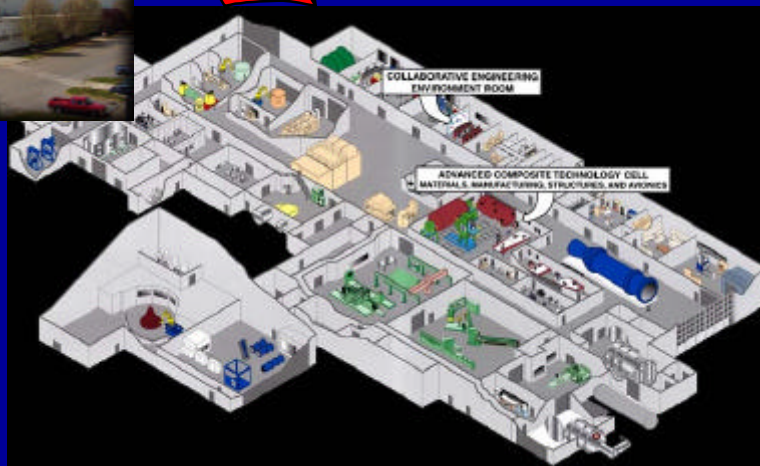 COLLABORATIVE ENGINEERING
ENVIRONMENT ROOM
ADVANCED COMPOSITE TECHNOLOGY CELL
MATERIALS, MANUFACTURING, STRUCTURES, AND AVIONICS